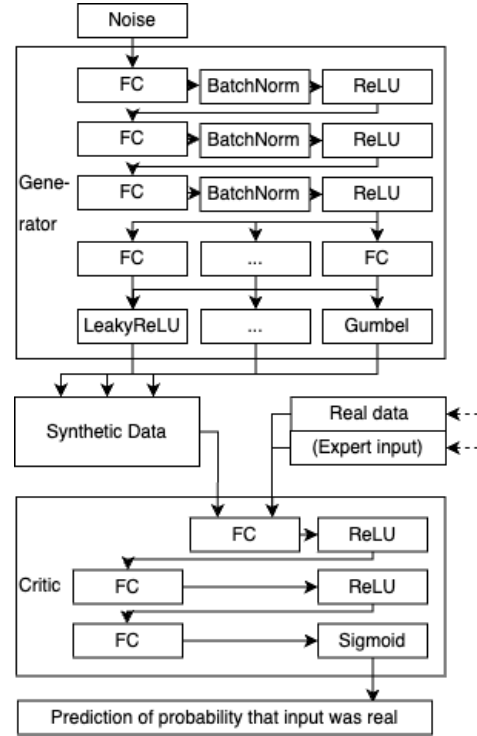 Noise
FC BatchNorm ReLU
FC BatchNorm ReLU
Gene-
rator
FC BatchNorm ReLU
FC ... FC
LeakyReLU ... Gumbel
Synthetic Data
Real data
(Expert input)
Critic
FC ReLU
FC ReLU
FC Sigmoid
Prediction of probability that input was real